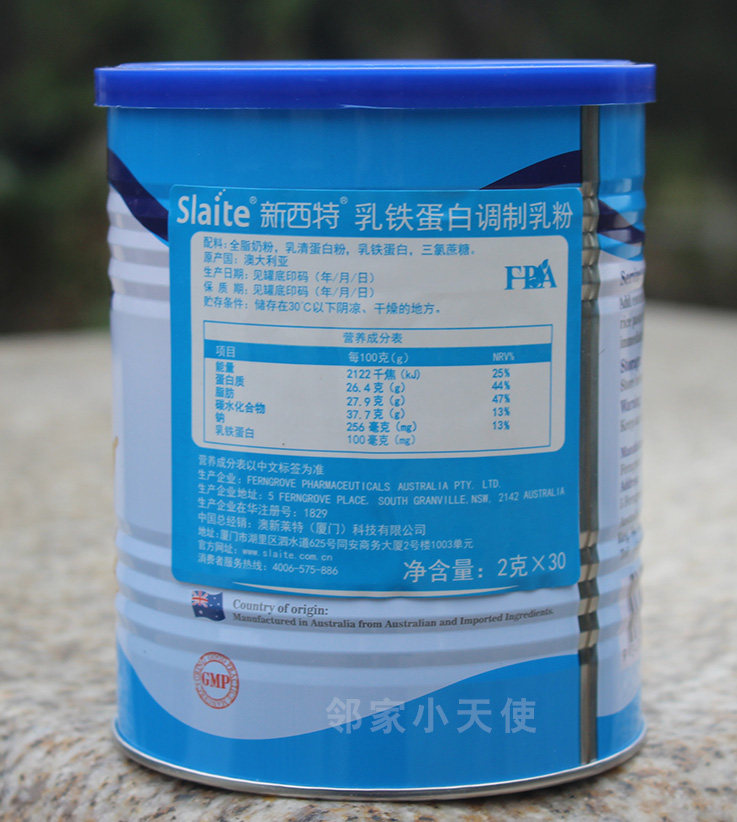 Slaite® 新西特® 乳铁蛋白调制乳粉
配料：全脂奶粉，乳清蛋白粉，乳铁蛋白，三氯蔗糖。
原产国：澳大利亚
生产日期：见罐底印码（年/月/日）
保 质 期：见罐底印码（年/月/日）
贮存条件：储存在30℃以下阴凉、干燥的地方。
FPA
营养成分表
项目 每100克(g) NRV%
能量 2122 千焦(kJ) 25%
蛋白质 26.4 克(g) 44%
脂肪 27.9 克(g) 47%
碳水化合物 37.7 克(g) 13%
钠 256 毫克(mg) 13%
乳铁蛋白 100 毫克(mg)
营养成分表以中文标签为准
生产企业：FERNGROVE PHARMACEUTICALS AUSTRALIA PTY. LTD.
生产企业地址：5 FERNGROVE PLACE, SOUTH GRANVILLE,NSW, 2142 AUSTRALIA
生产企业在华注册号：1829
中国总经销：澳新莱特（厦门）科技有限公司
地址：厦门市湖里区泗水道625号同安商务大厦2号楼1003单元
官方网址：www.slaite.com.cn
消费者服务热线：4006-575-886
净含量：2克×30
Country of origin:
Manufactured in Australia from Australian and Imported Ingredients.
GMP
邻家小天使